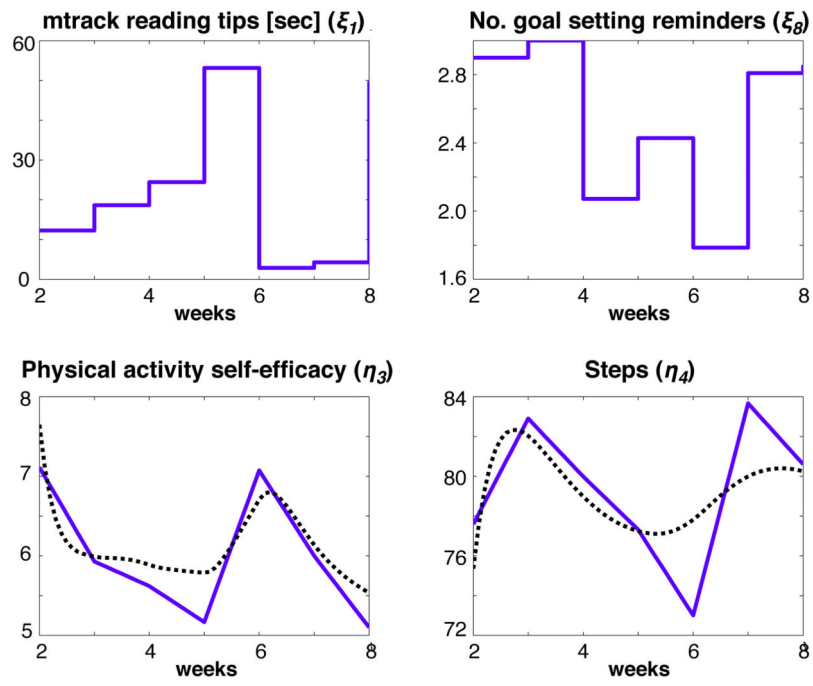 mtrack reading tips [sec] (ξ1)
60
30
0
2 4 6 8
weeks
No. goal setting reminders (ξ8)
2.8
2.4
2.0
1.6
2 4 6 8
weeks
Physical activity self-efficacy (η3)
8
7
6
5
2 4 6 8
weeks
Steps (η4)
84
80
76
72
2 4 6 8
weeks